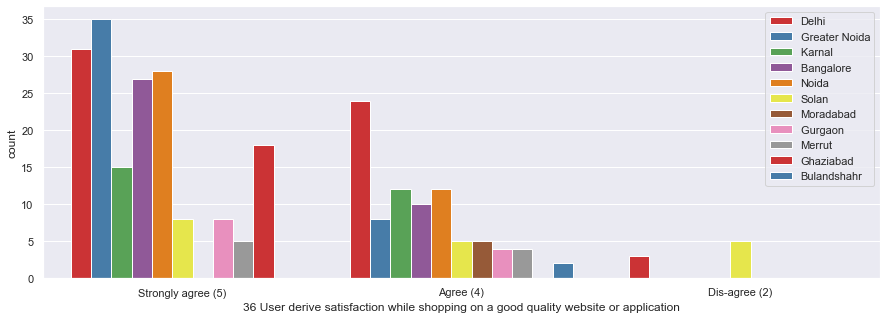 35
30
25
20
15
10
5
0
count
Strongly agree (5)
Agree (4)
Dis-agree (2)
36 User derive satisfaction while shopping on a good quality website or application
Delhi
Greater Noida
Karnal
Bangalore
Noida
Solan
Moradabad
Gurgaon
Merrut
Ghaziabad
Bulandshahr